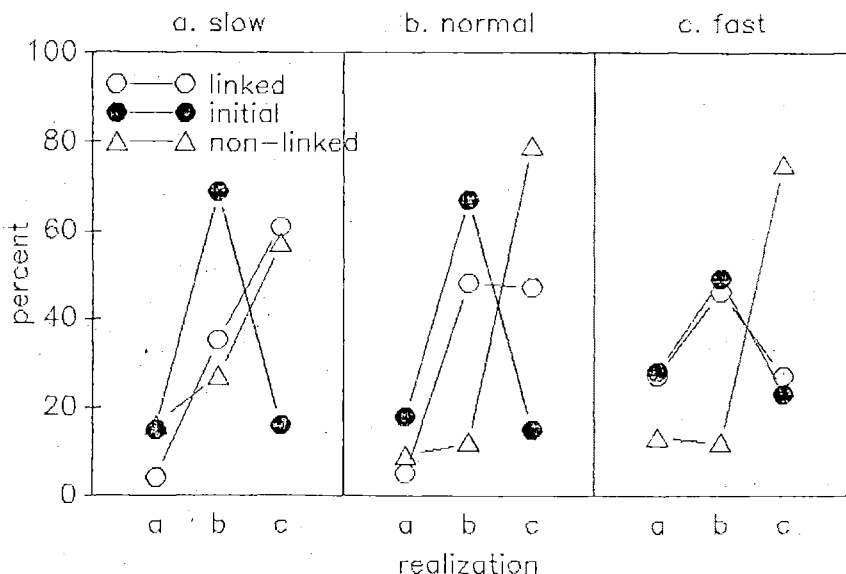 a. slow b. normal c. fast
100
80
60
40
20
0
percent
linked
initial
non-linked
a b c a b c a b c
realization